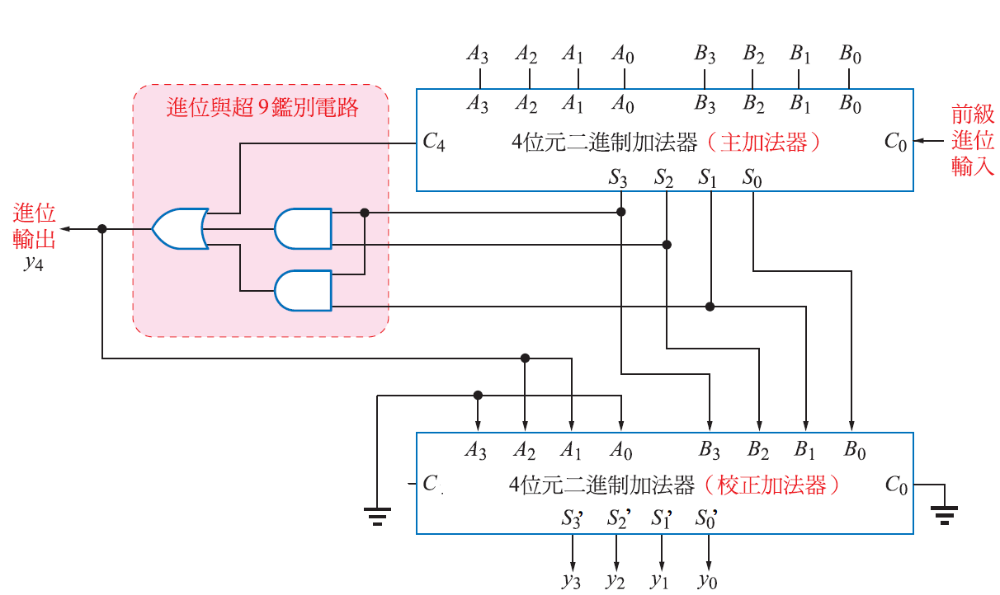 A3 A2 A1 A0 B3 B2 B1 B0
A3 A2 A1 A0 B3 B2 B1 B0
進位與超9鑑別電路
C4 4位元二進制加法器（主加法器） C0
前級
進位
輸入
S3 S2 S1 S0
進位
輸出
y4
A3 A2 A1 A0 B3 B2 B1 B0
C 4位元二進制加法器（校正加法器） C0
S3’ S2’ S1’ S0’
y3 y2 y1 y0